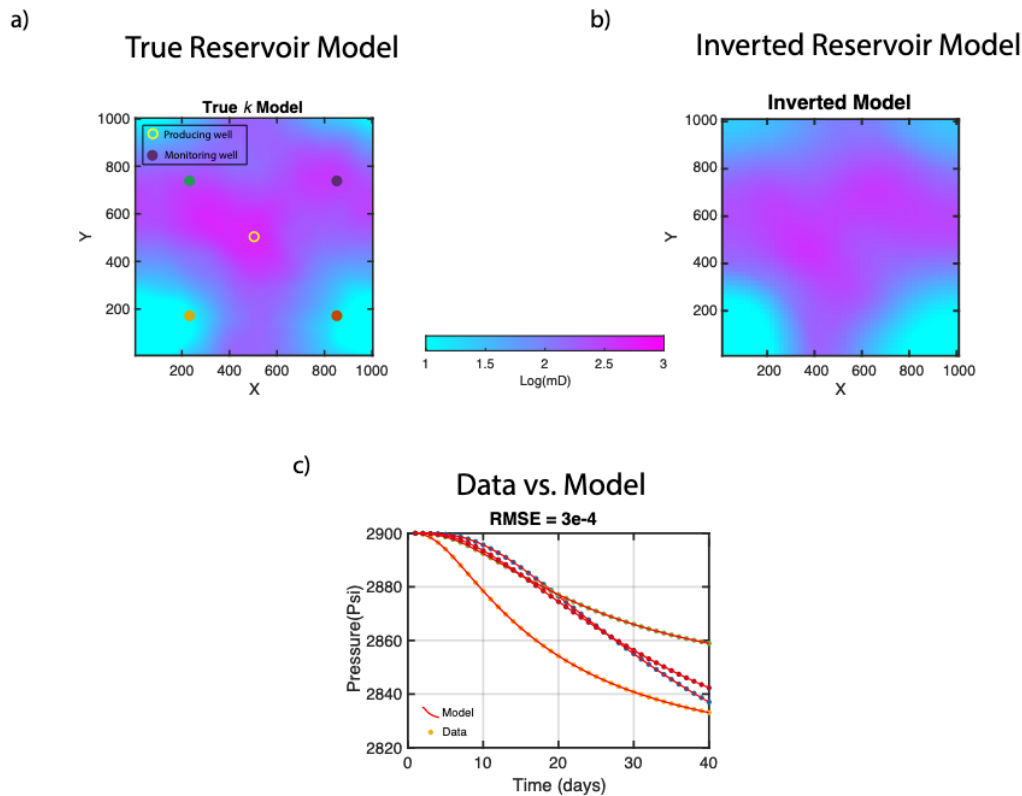 a)
True Reservoir Model
b)
Inverted Reservoir Model
True k Model
Producing well
Monitoring well
1000
800
600
400
200
Y
200 400 600 800 1000
X
Inverted Model
1000
800
600
400
200
Y
200 400 600 800 1000
X
1 1.5 2 2.5 3
Log(mD)
c)
Data vs. Model
RMSE = 3e-4
2900
2880
2860
2840
2820
Pressure(Psi)
Model
Data
0 10 20 30 40
Time (days)